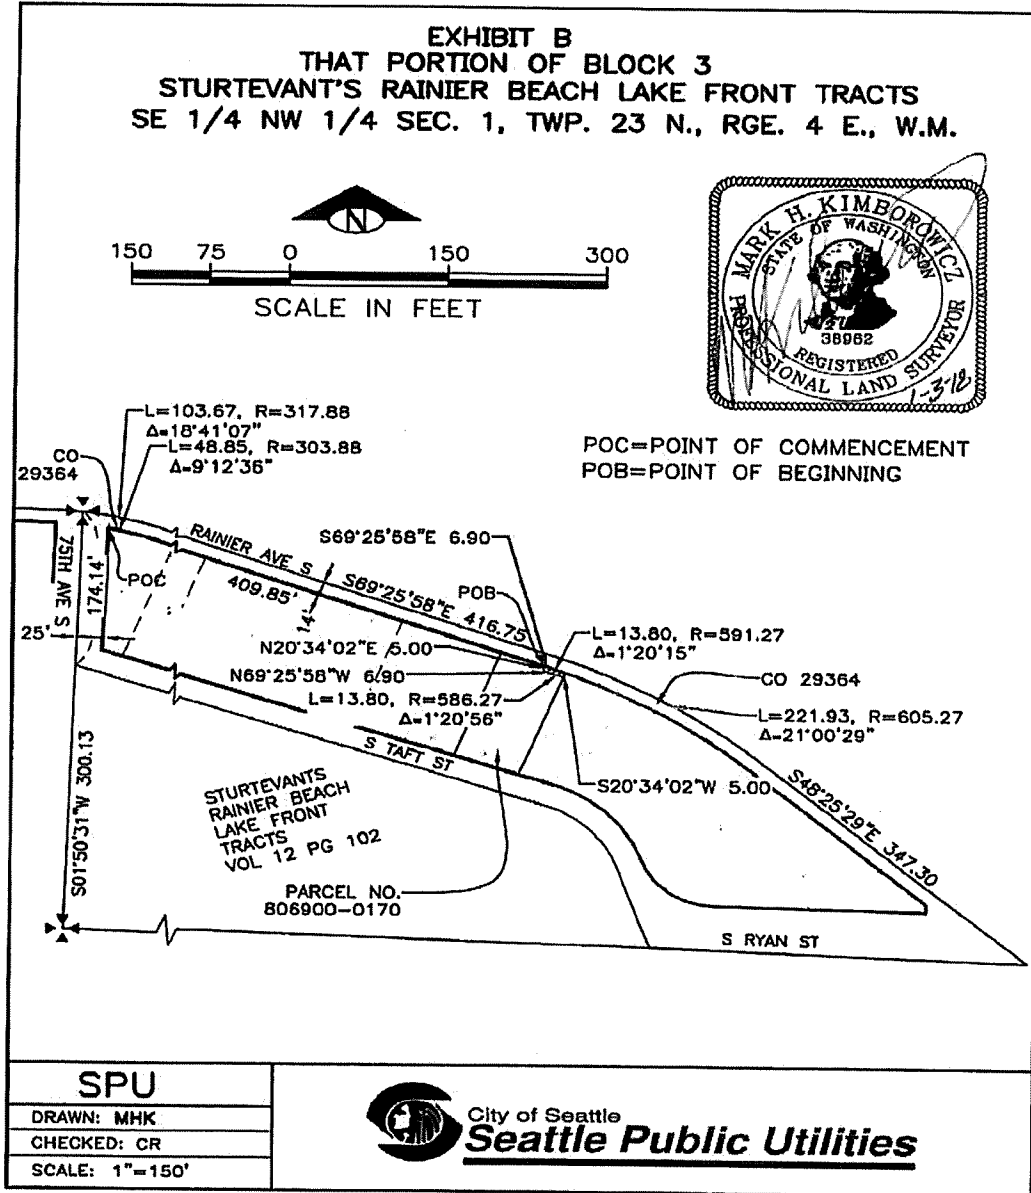 EXHIBIT B
THAT PORTION OF BLOCK 3
STURTEVANT'S RAINIER BEACH LAKE FRONT TRACTS
SE 1/4 NW 1/4 SEC. 1, TWP. 23 N., RGE. 4 E., W.M.
N
150 75 0 150 300
SCALE IN FEET
MARK H. KIMBOROWICZ
STATE OF WASHINGTON
38962
REGISTERED
PROFESSIONAL LAND SURVEYOR
1-3-12
POC=POINT OF COMMENCEMENT
POB=POINT OF BEGINNING
L=103.67, R=317.88
Δ=18°41'07"
L=48.85, R=303.88
Δ=9°12'36"
CO
29364
RAINIER AVE S
S69°25'58"E 6.90
75TH AVE S
174.14'
POC
409.85'
14'
S69°25'58"E 416.75
POB
25'
N20°34'02"E 5.00
L=13.80, R=591.27
Δ=1°20'15"
N69°25'58"W 6.90
CO 29364
L=13.80, R=586.27
Δ=1°20'56"
L=221.93, R=605.27
Δ=21°00'29"
S TAFT ST
S20°34'02"W 5.00
S48°25'29"E 347.30
S01°50'31"W 300.13
STURTEVANTS
RAINIER BEACH
LAKE FRONT
TRACTS
VOL 12 PG 102
PARCEL NO.
806900-0170
S RYAN ST
SPU
DRAWN: MHK
CHECKED: CR
SCALE: 1"=150'
City of Seattle
Seattle Public Utilities